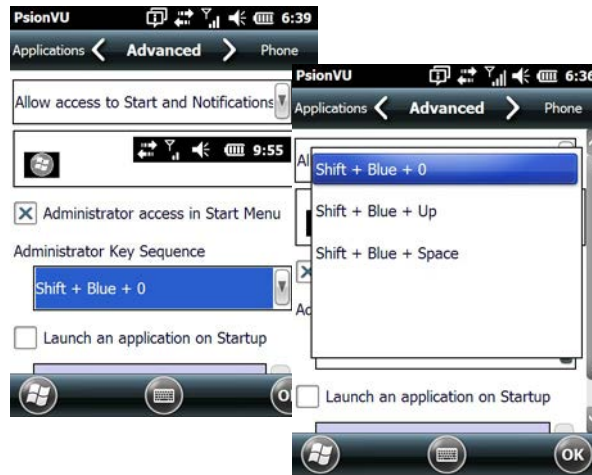 PsionVU 6:39
Applications Advanced Phone
Allow access to Start and Notifications
9:55
Administrator access in Start Menu
Administrator Key Sequence
Shift + Blue + 0
Launch an application on Startup
PsionVU 6:36
Applications Advanced Phone
Al
Shift + Blue + 0
Shift + Blue + Up
Shift + Blue + Space
Ad
Launch an application on Startup
OK